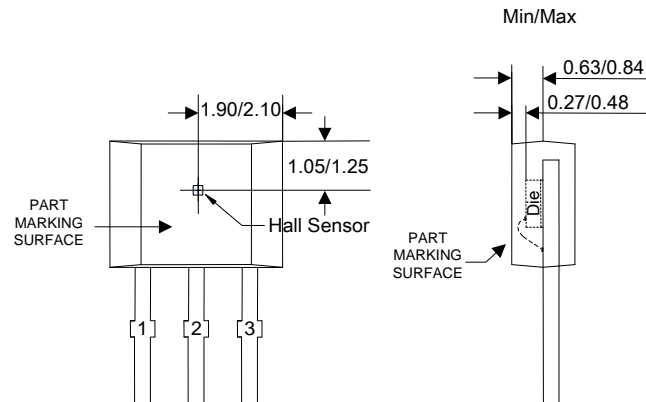 Min/Max
0.63/0.84
0.27/0.48
1.90/2.10
1.05/1.25
PART
MARKING
SURFACE
Hall Sensor
1
2
3
Die
PART
MARKING
SURFACE